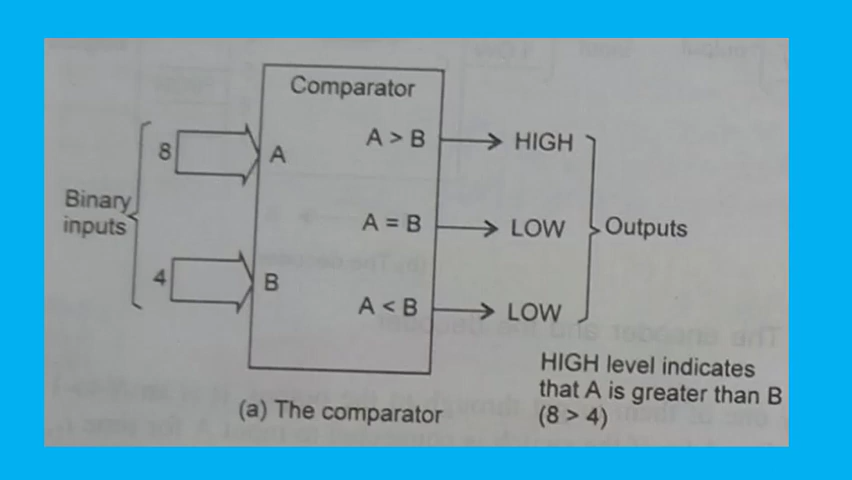 Comparator
8
A
A > B
HIGH
Binary
inputs
A = B
LOW
Outputs
4
B
A < B
LOW
HIGH level indicates
that A is greater than B
(8 > 4)
(a) The comparator